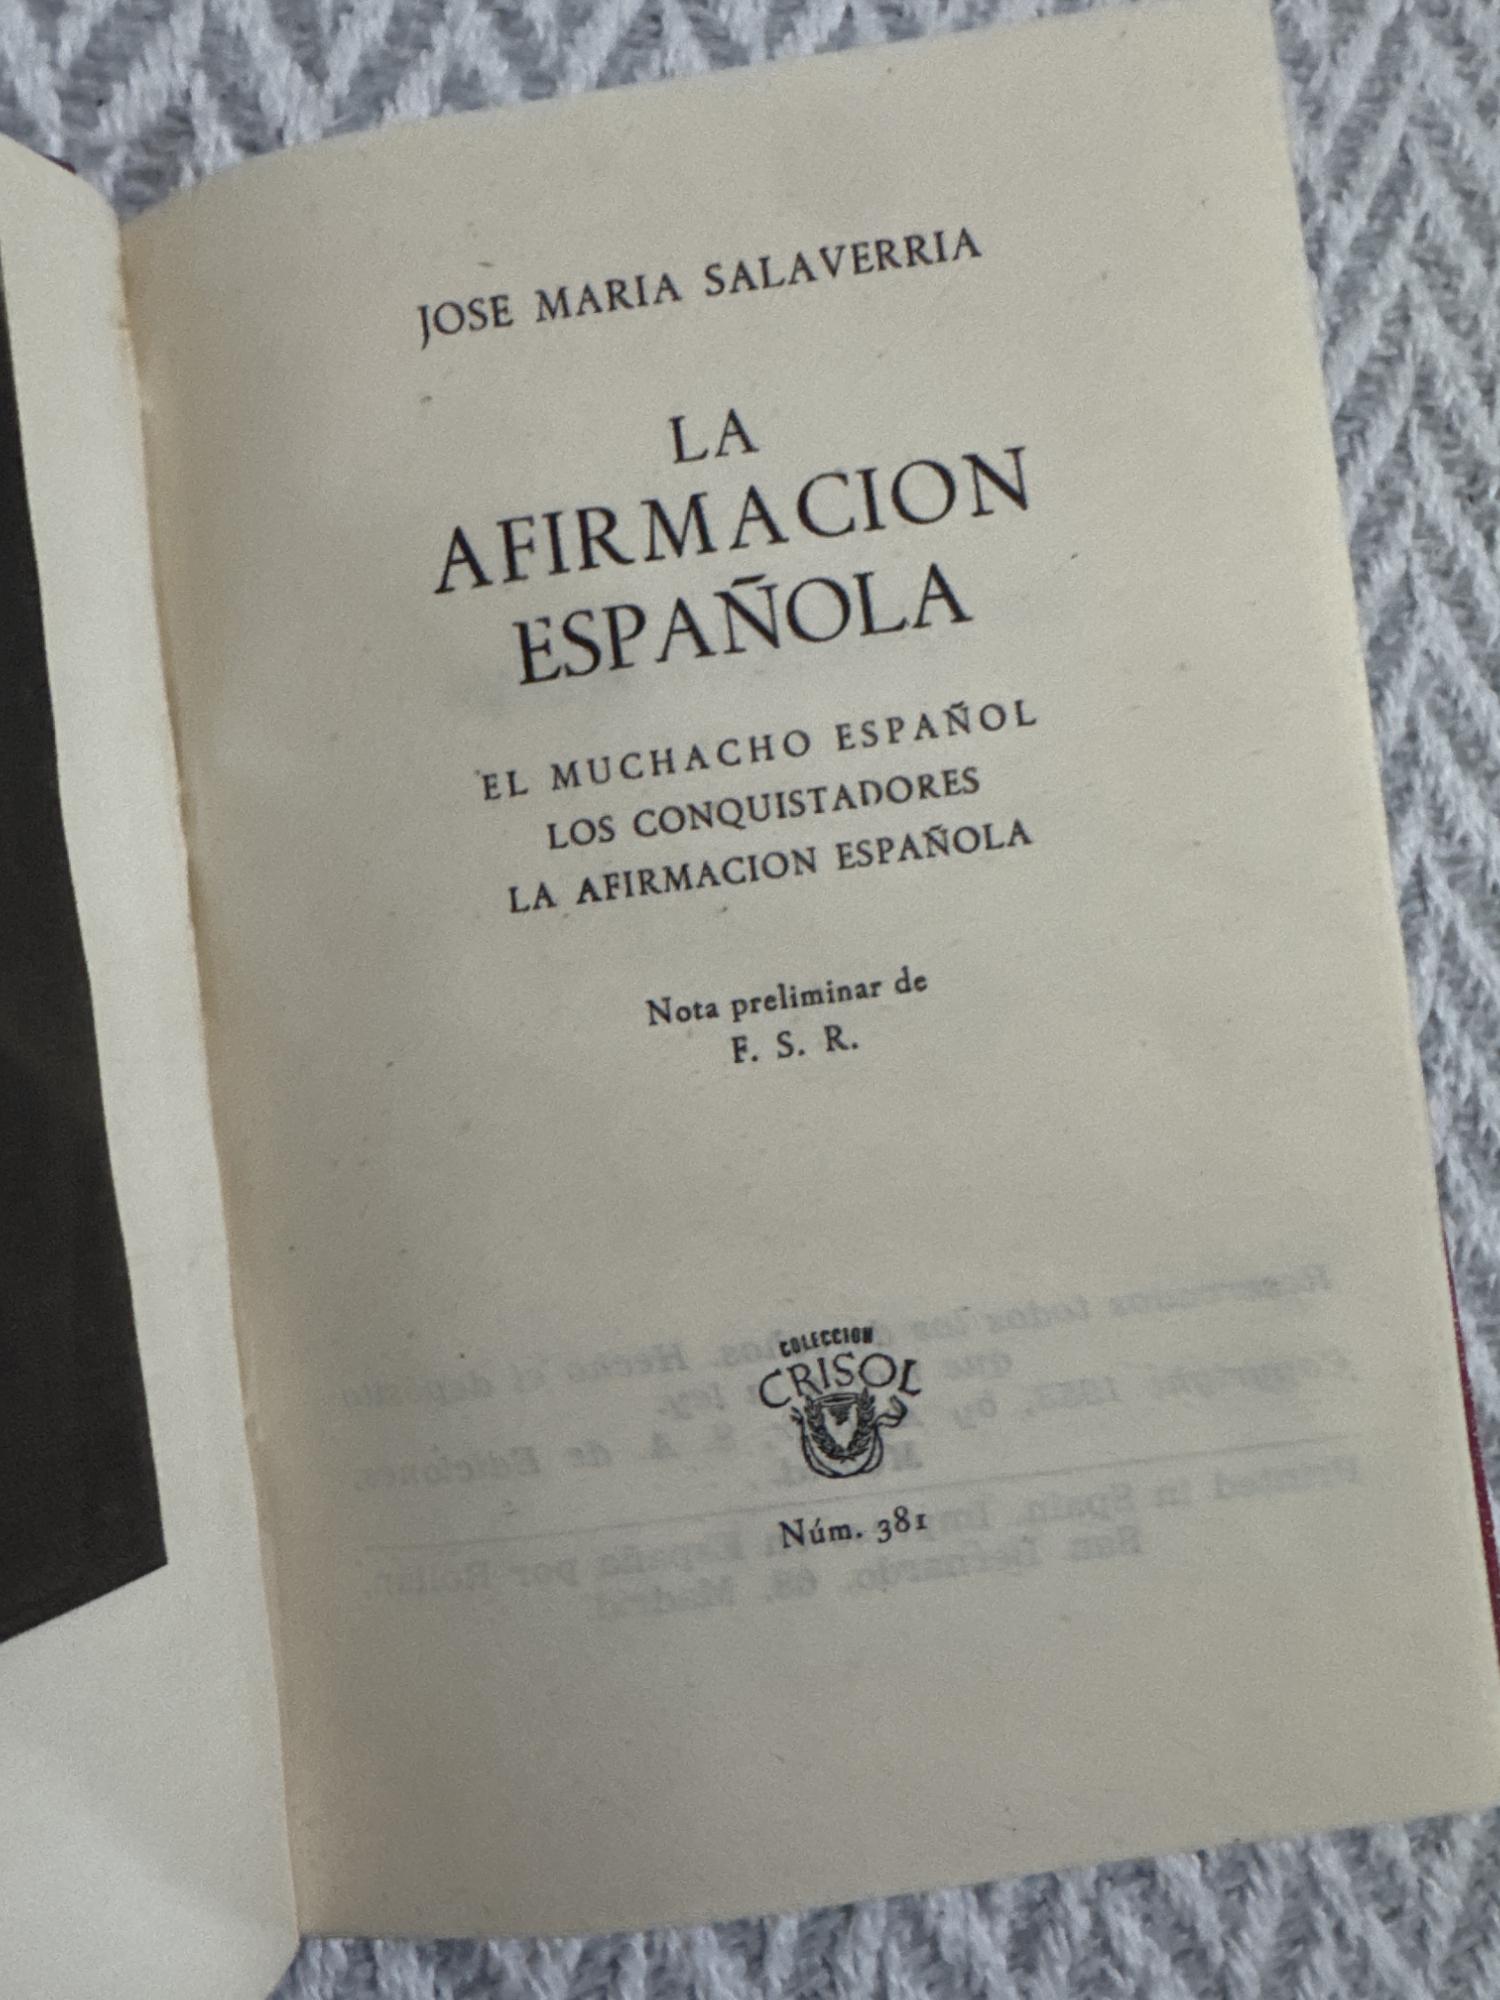 JOSE MARIA SALAVERRIA
LA
AFIRMACION
ESPAÑOLA
EL MUCHACHO ESPAÑOL
LOS CONQUISTADORES
LA AFIRMACION ESPAÑOLA
Nota preliminar de
F. S. R.
COLECCION
CRISOL
Núm. 381